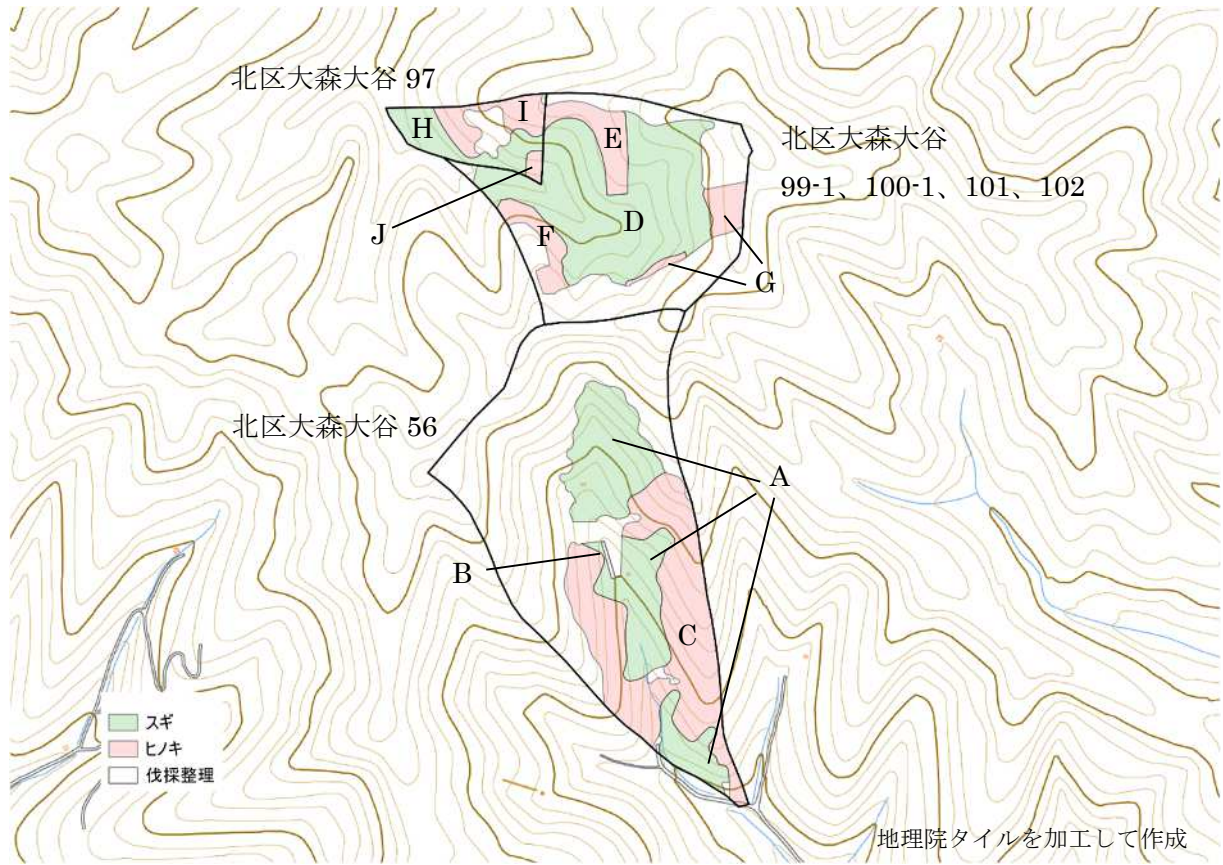 北区大森大谷 97
I
H
E
北区大森大谷
99-1、100-1、101、102
J
F
D
G
北区大森大谷 56
A
B
C
スギ
ヒノキ
伐採整理
地理院タイルを加工して作成